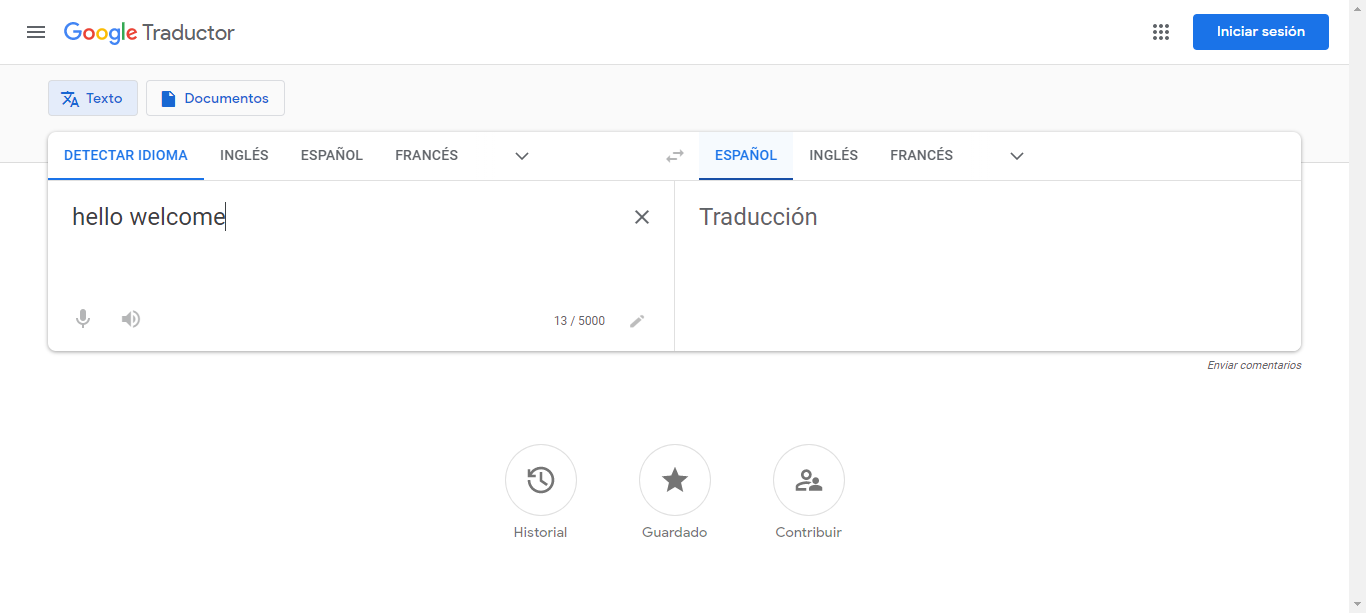 Google Traductor
Iniciar sesión
Texto
Documentos
DETECTAR IDIOMA INGLÉS ESPAÑOL FRANCÉS
ESPAÑOL INGLÉS FRANCÉS
hello welcome
Traducción
13 / 5000
Enviar comentarios
Historial
Guardado
Contribuir